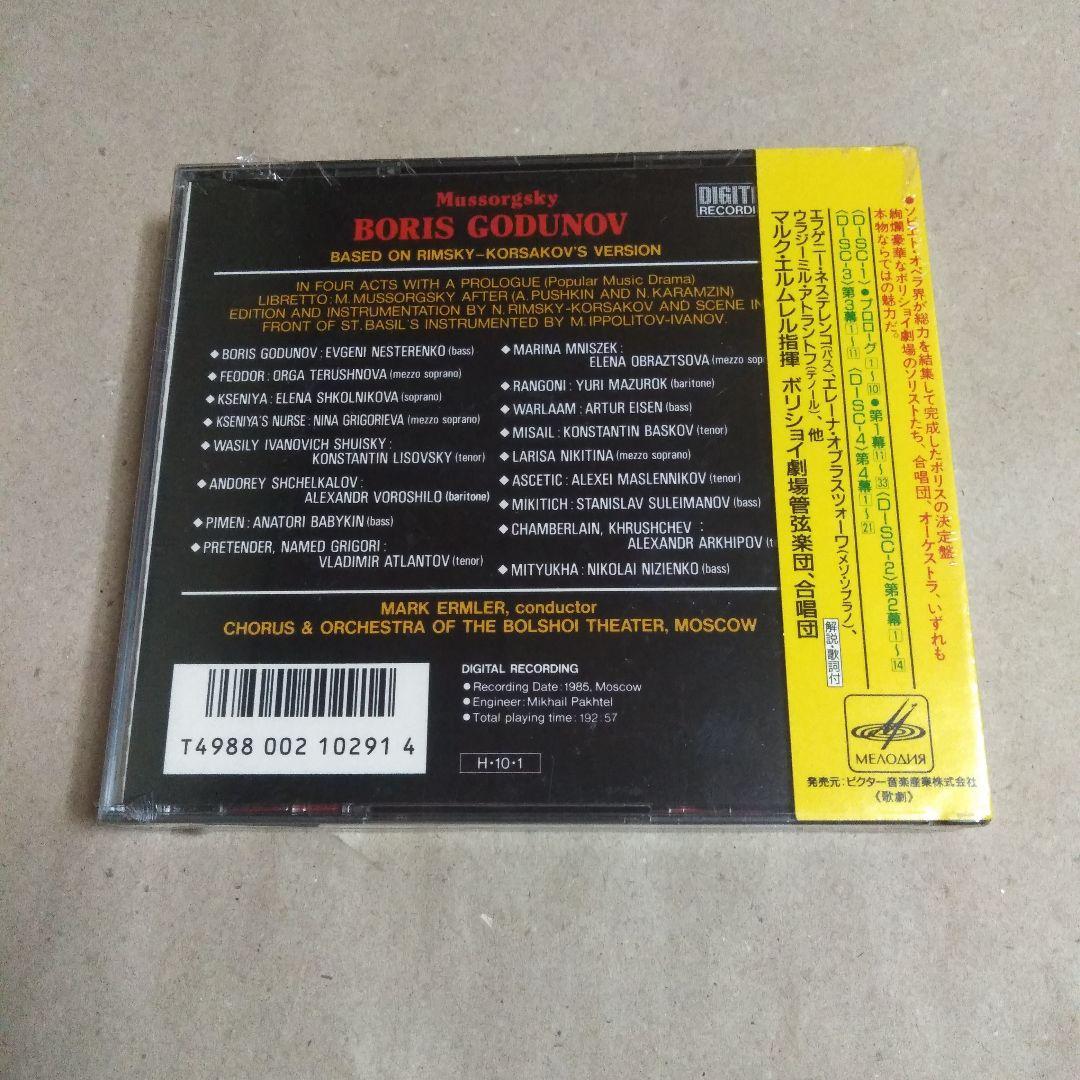 Mussorgsky
BORIS GODUNOV
BASED ON RIMSKY–KORSAKOV'S VERSION
DIGIT
RECORDI
IN FOUR ACTS WITH A PROLOGUE (Popular Music Drama)
LIBRETTO: M. MUSSORGSKY AFTER (A. PUSHKIN AND N. KARAMZIN)
EDITION AND INSTRUMENTATION BY N. RIMSKY-KORSAKOV AND SCENE IN
FRONT OF ST. BASIL'S INSTRUMENTED BY M. IPPOLITOV-IVANOV.
◆BORIS GODUNOV: EVGENI NESTERENKO (bass)
◆FEODOR: ORGA TERUSHNOVA (mezzo soprano)
◆KSENIYA: ELENA SHKOLNIKOVA (soprano)
◆KSENIYA'S NURSE: NINA GRIGORIEVA (mezzo soprano)
◆WASILY IVANOVICH SHUISKY:
KONSTANTIN LISOVSKY (tenor)
◆ANDOREY SHCHELKALOV:
ALEXANDR VOROSHILO (baritone)
◆PIMEN: ANATORI BABYKIN (bass)
◆PRETENDER, NAMED GRIGORI:
VLADIMIR ATLANTOV (tenor)
◆MARINA MNISZEK:
ELENA OBRAZTSOVA (mezzo sop
◆RANGONI: YURI MAZUROK (baritone)
◆WARLAAM: ARTUR EISEN (bass)
◆MISAIL: KONSTANTIN BASKOV (tenor)
◆LARISA NIKITINA (mezzo soprano)
◆ASCETIC: ALEXEI MASLENNIKOV (tenor)
◆MIKITICH: STANISLAV SULEIMANOV (bass)
◆CHAMBERLAIN, KHRUSHCHEV:
ALEXANDR ARKHIPOV (t
◆MITYUKHA: NIKOLAI NIZIENKO (bass)
MARK ERMLER, conductor
CHORUS & ORCHESTRA OF THE BOLSHOI THEATER, MOSCOW
T4988 002 10291 4
DIGITAL RECORDING
●Recording Date: 1985, Moscow
●Engineer: Mikhail Pakhtel
●Total playing time: 192:57
H・10・1
●ソビエト・オペラ界が総力を結集して完成したボリスの決定盤。
絢爛豪華なボリショイ劇場のソリストたち、合唱団、オーケストラ、いずれも
本物ならではの魅力だ。
〈DISC-1〉●プロローグ①〜⑩●第1幕⑪〜㉝〈DISC-2〉第2幕①〜⑭
〈DISC-3〉第3幕①〜⑪〈DISC-4〉第4幕①〜㉑
エフゲニー・ネステレンコ(バス)、エレーナ・オブラスツォーワ(メゾ・ソプラノ)、
ウラジーミル・アトラントフ(テノール)、他
マルク・エルムレル指揮 ボリショイ劇場管弦楽団、合唱団
解説・歌詞付
МЕЛОДИЯ
発売元:ビクター音楽産業株式会社
《歌劇》